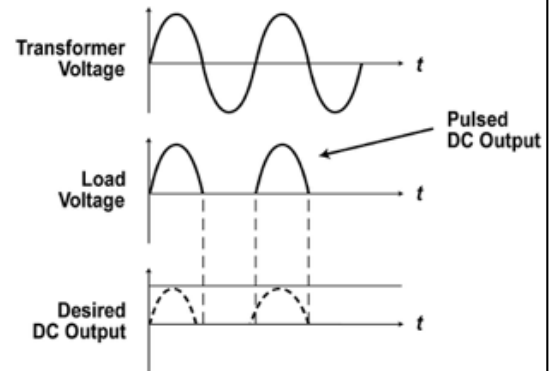 Transformer
Voltage
t
Pulsed
DC Output
Load
Voltage
t
Desired
DC Output
t